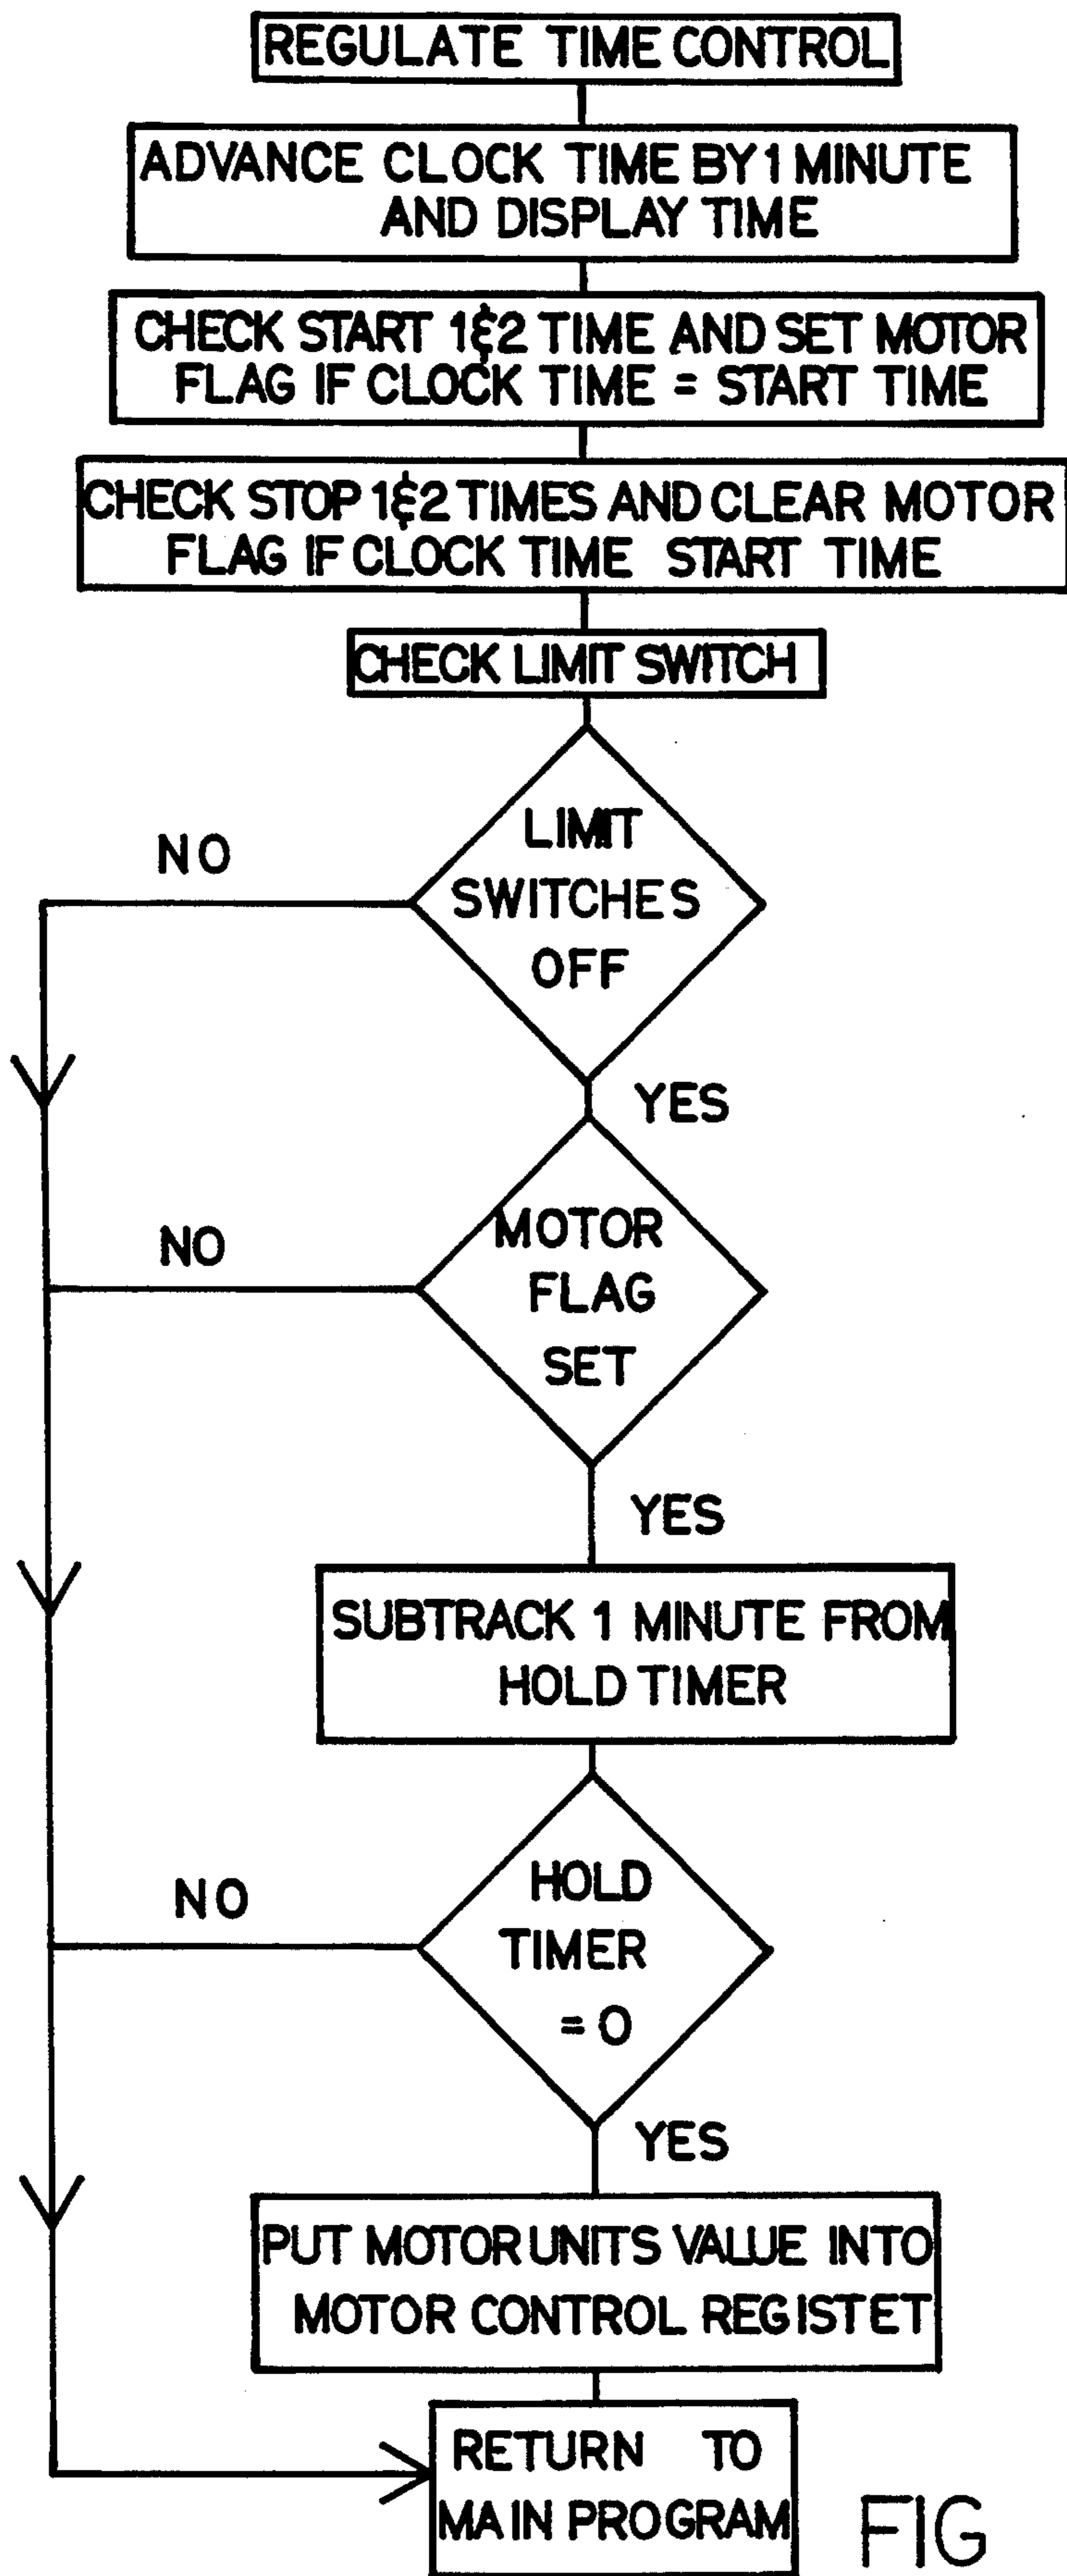 REGULATE TIME CONTROL
ADVANCE CLOCK TIME BY 1 MINUTE
AND DISPLAY TIME
CHECK START 1&2 TIME AND SET MOTOR
FLAG IF CLOCK TIME = START TIME
CHECK STOP 1&2 TIMES AND CLEAR MOTOR
FLAG IF CLOCK TIME START TIME
CHECK LIMIT SWITCH
LIMIT
SWITCHES
OFF
NO
YES
MOTOR
FLAG
SET
NO
YES
SUBTRACK 1 MINUTE FROM
HOLD TIMER
HOLD
TIMER
= 0
NO
YES
PUT MOTOR UNITS VALUE INTO
MOTOR CONTROL REGISTET
RETURN TO
MAIN PROGRAM
FIG